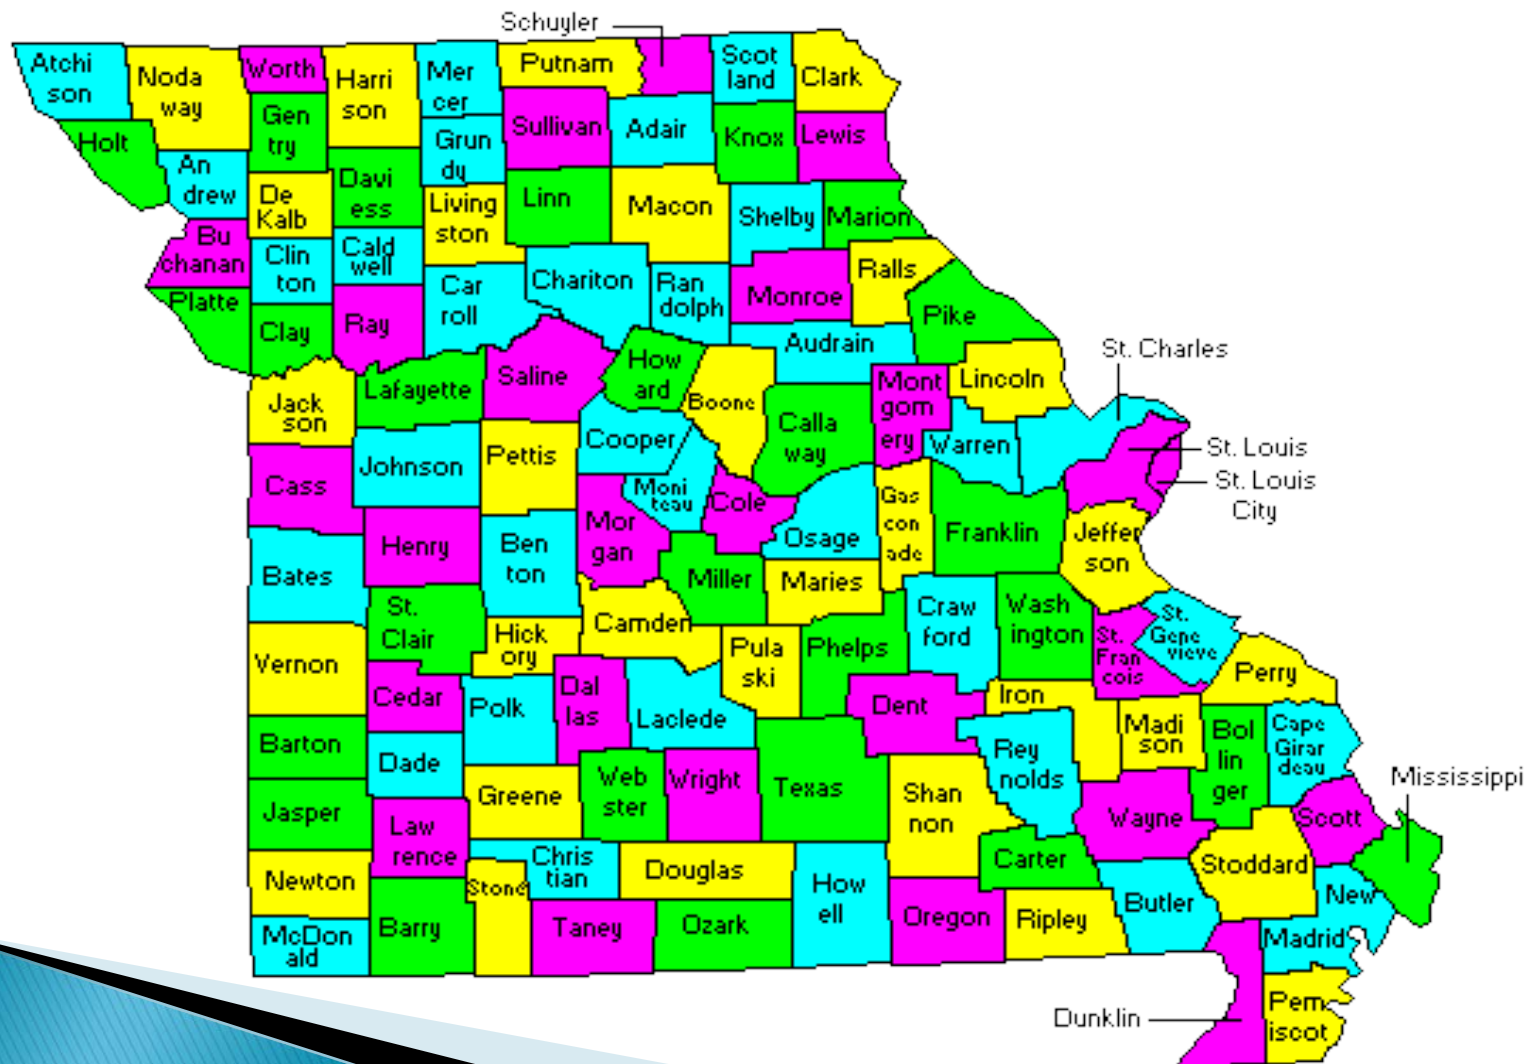 Schuyler
Atchi
son
Noda
way
Worth
Harri
son
Mer
cer
Putnam
Scot
land
Clark
Holt
Gen
try
Grun
dy
Sullivan
Adair
Knox
Lewis
An
drew
De
Kalb
Davi
ess
Living
ston
Linn
Macon
Shelby
Marion
Bu
chanan
Clin
ton
Cald
well
Car
roll
Chariton
Ran
dolph
Monroe
Ralls
Platte
Clay
Ray
Pike
Audrain
St. Charles
Jack
son
Lafayette
Saline
How
ard
Boone
Calla
way
Mont
gom
ery
Lincoln
Warren
St. Louis
St. Louis
City
Cass
Johnson
Pettis
Cooper
Moni
teau
Cole
Mor
gan
Osage
Gas
con
ade
Franklin
Jeffer
son
Bates
Henry
Ben
ton
Miller
Maries
Craw
ford
Wash
ington
St.
Fran
cois
St.
Gene
vieve
Vernon
St.
Clair
Hick
ory
Camden
Pula
ski
Phelps
Perry
Cedar
Polk
Dal
las
Laclede
Dent
Iron
Madi
son
Bol
lin
ger
Cape
Girar
deau
Barton
Dade
Rey
nolds
Mississippi
Jasper
Law
rence
Greene
Web
ster
Wright
Texas
Shan
non
Wayne
Scott
Newton
Stone
Chris
tian
Douglas
How
ell
Carter
Stoddard
McDon
ald
Barry
Taney
Ozark
Oregon
Ripley
Butler
New
Madrid
Dunklin
Pem
iscot